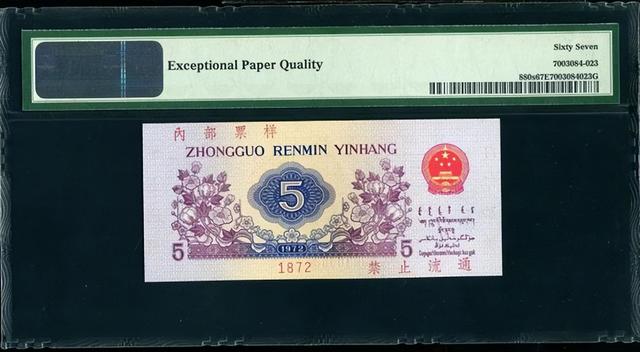 Exceptional Paper Quality
Sixty Seven
7003084-023
880s67E7003084023G
內部票样
ZHONGGUO RENMIN YINHANG
5
5
5
1972
1872
禁止流通